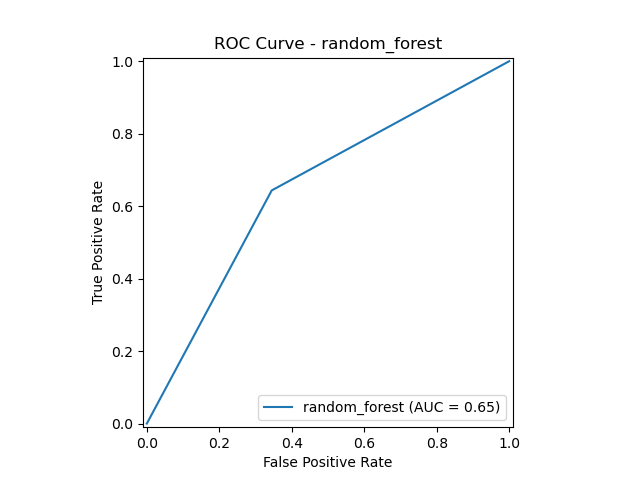 ROC Curve - random_forest
1.0
0.8
0.6
0.4
0.2
0.0
True Positive Rate
random_forest (AUC = 0.65)
0.0 0.2 0.4 0.6 0.8 1.0
False Positive Rate